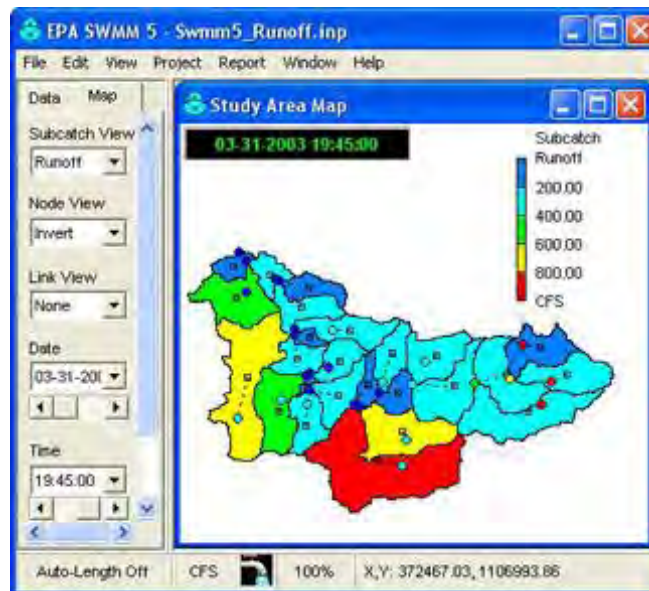 EPA SWMM 5 - Swmm5_Runoff.inp
File Edit View Project Report Window Help
Data Map
Subcatch View
Runoff
Node View
Invert
Link View
None
Date
03-31-200
Time
19:45:00
Study Area Map
03-31-2003 19:45:00
Subcatch
Runoff
200.00
400.00
600.00
800.00
CFS
Auto-Length Off CFS 100% X,Y: 372467.03, 1106993.86